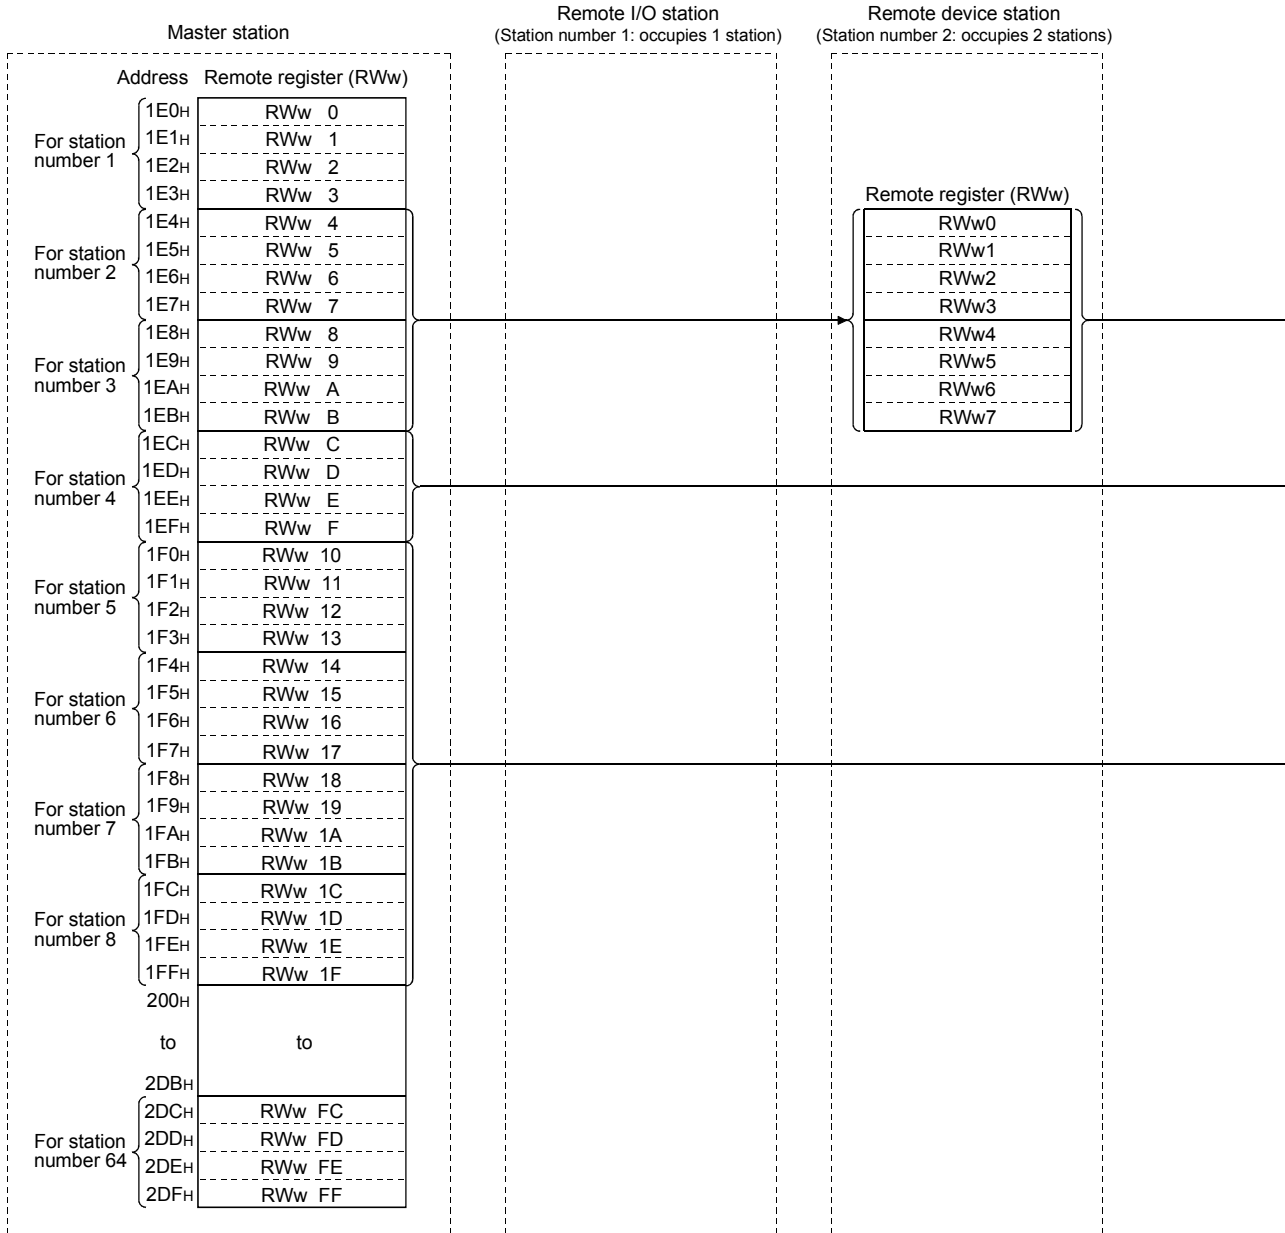 Master station
Remote I/O station
(Station number 1: occupies 1 station)
Remote device station
(Station number 2: occupies 2 stations)
Address Remote register (RWw)
For station number 1
1E0H RWw 0
1E1H RWw 1
1E2H RWw 2
1E3H RWw 3
For station number 2
1E4H RWw 4
1E5H RWw 5
1E6H RWw 6
1E7H RWw 7
For station number 3
1E8H RWw 8
1E9H RWw 9
1EAH RWw A
1EBH RWw B
For station number 4
1ECH RWw C
1EDH RWw D
1EEH RWw E
1EFH RWw F
For station number 5
1F0H RWw 10
1F1H RWw 11
1F2H RWw 12
1F3H RWw 13
For station number 6
1F4H RWw 14
1F5H RWw 15
1F6H RWw 16
1F7H RWw 17
For station number 7
1F8H RWw 18
1F9H RWw 19
1FAH RWw 1A
1FBH RWw 1B
For station number 8
1FCH RWw 1C
1FDH RWw 1D
1FEH RWw 1E
1FFH RWw 1F
200H
to to
2DBH
For station number 64
2DCH RWw FC
2DDH RWw FD
2DEH RWw FE
2DFH RWw FF
Remote register (RWw)
RWw0
RWw1
RWw2
RWw3
RWw4
RWw5
RWw6
RWw7